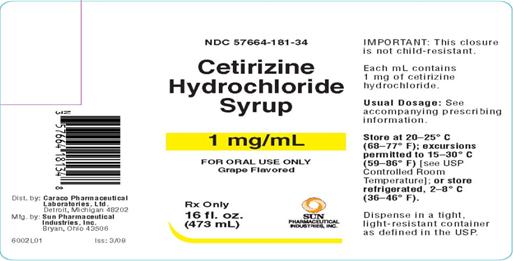 NDC 57664-181-34
Cetirizine
Hydrochloride
Syrup
1 mg/mL
FOR ORAL USE ONLY
Grape Flavored
Rx Only
16 fl. oz.
(473 mL)
SUN
PHARMACEUTICAL
INDUSTRIES, INC.
IMPORTANT: This closure
is not child-resistant.
Each mL contains
1 mg of cetirizine
hydrochloride.
Usual Dosage: See
accompanying prescribing
information.
Store at 20–25° C
(68–77° F); excursions
permitted to 15–30° C
(59–86° F) [see USP
Controlled Room
Temperature]; or store
refrigerated, 2–8° C
(36–46° F).
Dispense in a tight,
light-resistant container
as defined in the USP.
N
3
57664 18134
8
Dist. by: Caraco Pharmaceutical
Laboratories, Ltd.
Detroit, Michigan 48202
Mfg. by: Sun Pharmaceutical
Industries, Inc.
Bryan, Ohio 43506
6002L01 Iss: 3/09